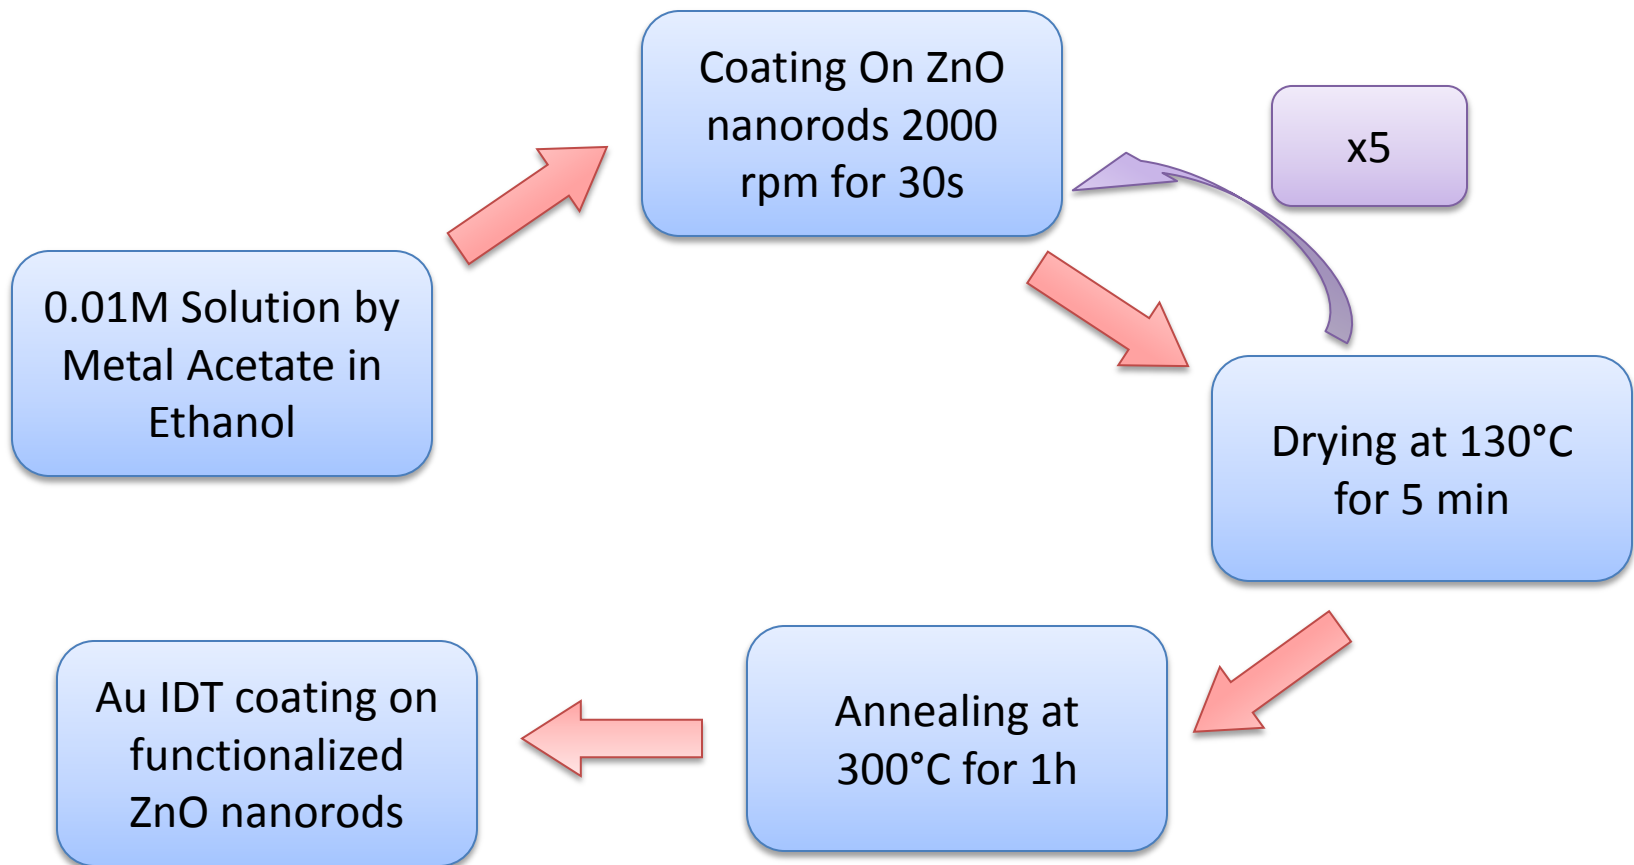 0.01M Solution by
Metal Acetate in
Ethanol
Coating On ZnO
nanorods 2000
rpm for 30s
x5
Drying at 130°C
for 5 min
Annealing at
300°C for 1h
Au IDT coating on
functionalized
ZnO nanorods